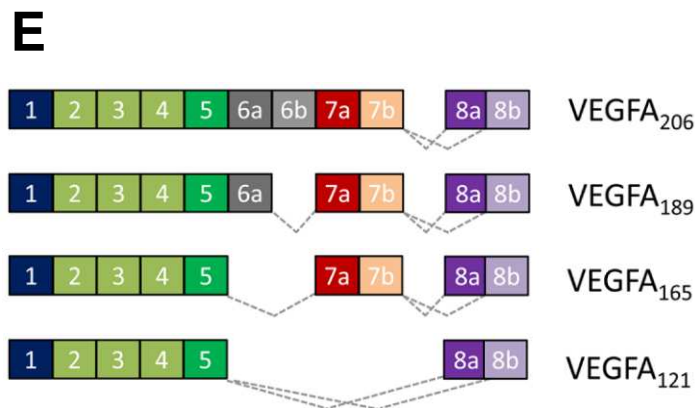 E
1 2 3 4 5 6a 6b 7a 7b 8a 8b VEGFA206
1 2 3 4 5 6a 7a 7b 8a 8b VEGFA189
1 2 3 4 5 7a 7b 8a 8b VEGFA165
1 2 3 4 5 8a 8b VEGFA121